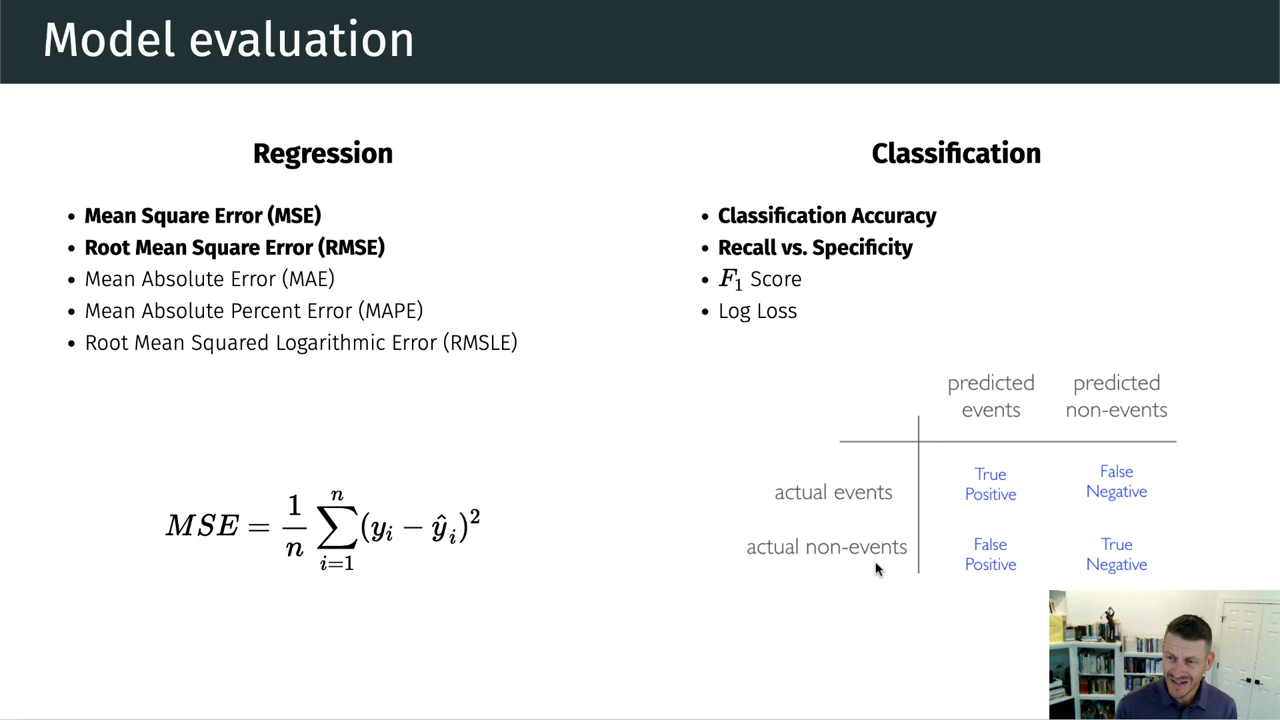 Model evaluation
Regression
• Mean Square Error (MSE)
• Root Mean Square Error (RMSE)
• Mean Absolute Error (MAE)
• Mean Absolute Percent Error (MAPE)
• Root Mean Squared Logarithmic Error (RMSLE)
MSE = \frac{1}{n} \sum_{i=1}^{n} (y_i − ŷ_i)^2
Classification
• Classification Accuracy
• Recall vs. Specificity
• F₁ Score
• Log Loss
predicted predicted
events non-events
actual events
True False
Positive Negative
actual non-events
False True
Positive Negative